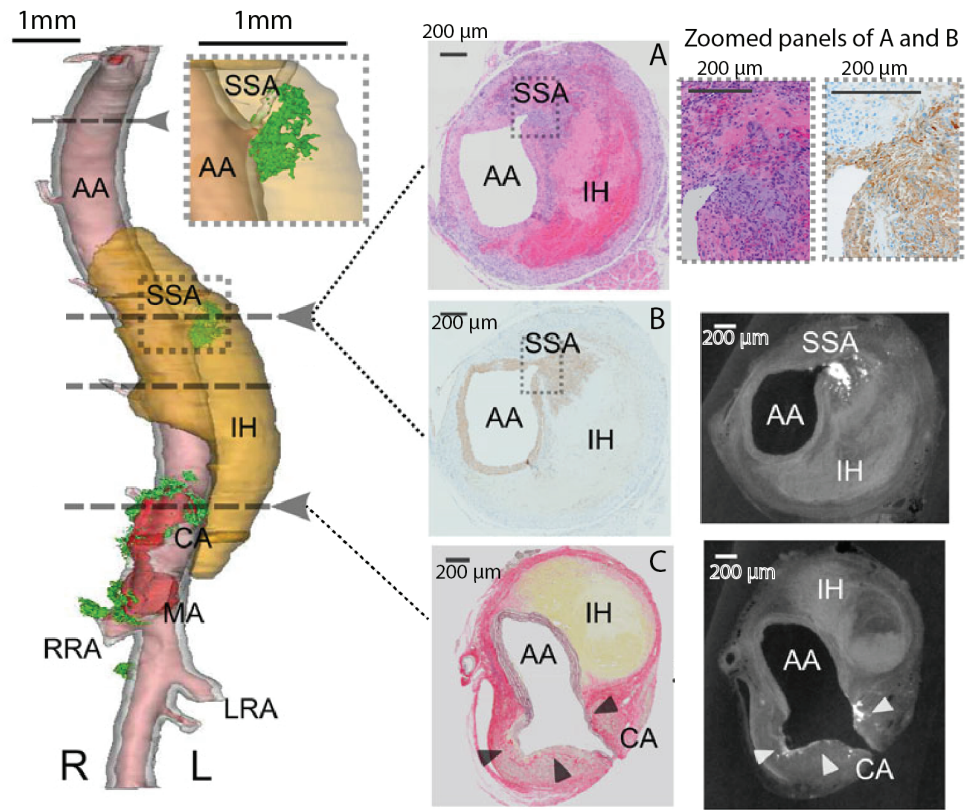 1mm
1mm
SSA
AA
AA
SSA
IH
CA
MA
RRA
LRA
R
L
200 µm
A
SSA
AA
IH
Zoomed panels of A and B
200 µm
200 µm
200 µm
B
SSA
AA
IH
200 µm
SSA
AA
IH
200 µm
C
IH
AA
CA
200 µm
IH
AA
CA